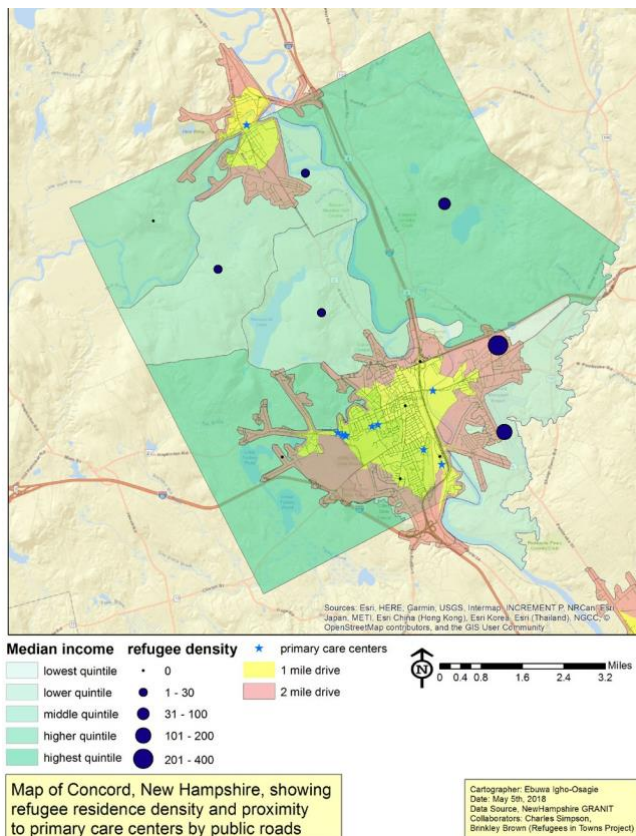 Sources: Esri, HERE, Garmin, USGS, Intermap, INCREMENT P, NRCan, Esri
Japan, METI, Esri China (Hong Kong), Esri Korea, Esri (Thailand), NGCC, ©
OpenStreetMap contributors, and the GIS User Community
Median income
lowest quintile
lower quintile
middle quintile
higher quintile
highest quintile
refugee density
0
1 - 30
31 - 100
101 - 200
201 - 400
primary care centers
1 mile drive
2 mile drive
N
Miles
0 0.4 0.8 1.6 2.4 3.2
Map of Concord, New Hampshire, showing
refugee residence density and proximity
to primary care centers by public roads
Cartographer: Ebuwa Igho-Osagie
Date: May 5th, 2018
Data Source, NewHampshire GRANIT
Collaborators: Charles Simpson,
Brinkley Brown (Refugees in Towns Project)